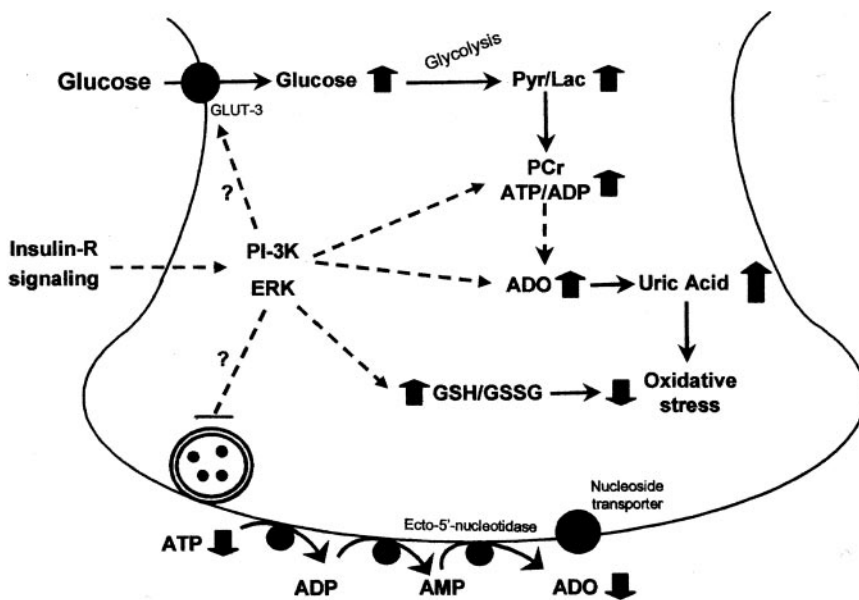 Glucose
GLUT-3
Glucose
Glycolysis
Pyr/Lac
PCr
ATP/ADP
?
Insulin-R
signaling
PI-3K
ERK
ADO
Uric Acid
?
GSH/GSSG
Oxidative
stress
Nucleoside
transporter
Ecto-5'-nucleotidase
ATP
ADP
AMP
ADO